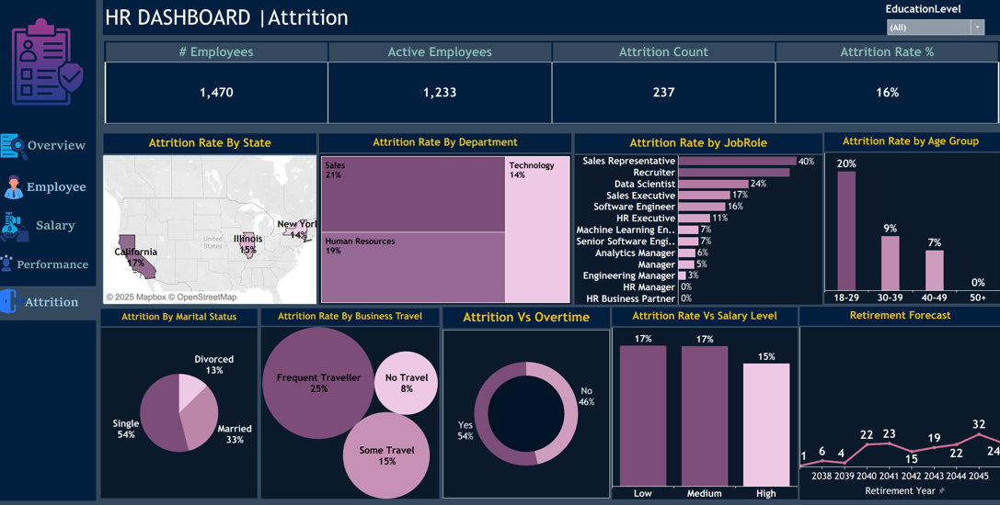 HR DASHBOARD |Attrition
EducationLevel
(All)
# Employees
Active Employees
Attrition Count
Attrition Rate %
1,470
1,233
237
16%
Overview
Employee
Salary
Performance
Attrition
Attrition Rate By State
California
17%
United
States
Illinois
15%
New York
14%
© 2025 Mapbox © OpenStreetMap
Attrition Rate By Department
Sales
21%
Technology
14%
Human Resources
19%
Attrition Rate by JobRole
Sales Representative 40%
Recruiter
Data Scientist 24%
Sales Executive 17%
Software Engineer 16%
HR Executive 11%
Machine Learning En.. 7%
Senior Software Engi.. 7%
Analytics Manager 6%
Manager 5%
Engineering Manager 3%
HR Manager 0%
HR Business Partner 0%
Attrition Rate by Age Group
20%
9%
7%
0%
18-29 30-39 40-49 50+
Attrition By Marital Status
Divorced
13%
Single
54%
Married
33%
Attrition Rate By Business Travel
Frequent Traveller
25%
No Travel
8%
Some Travel
15%
Attrition Vs Overtime
No
46%
Yes
54%
Attrition Rate Vs Salary Level
17% 17% 15%
Low Medium High
Retirement Forecast
1 6 4 22 23 15 19 22 32 24
2038 2039 2040 2041 2042 2043 2044 2045
Retirement Year